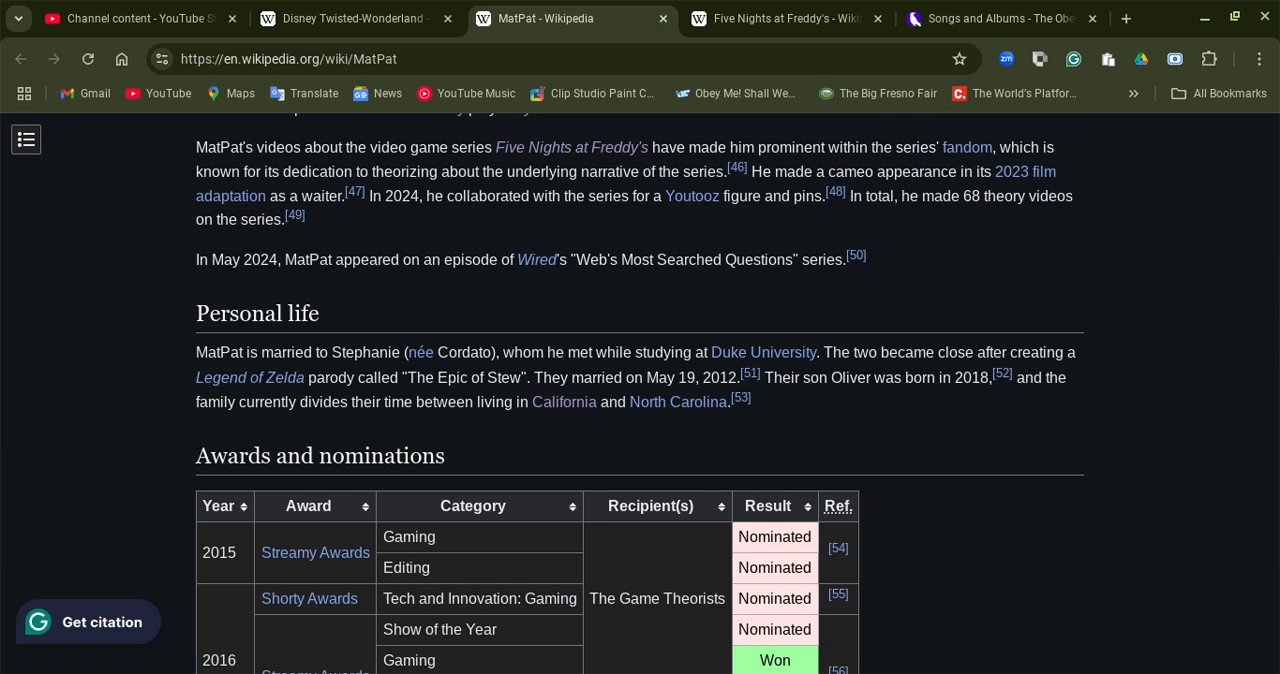 Channel content - YouTube S
Disney Twisted-Wonderland -
MatPat - Wikipedia
Five Nights at Freddy's - Wiki
Songs and Albums - The Obe
https://en.wikipedia.org/wiki/MatPat
Gmail
YouTube
Maps
Translate
News
YouTube Music
Clip Studio Paint C...
Obey Me! Shall We...
The Big Fresno Fair
The World's Platfor...
All Bookmarks
MatPat's videos about the video game series Five Nights at Freddy's have made him prominent within the series' fandom, which is
known for its dedication to theorizing about the underlying narrative of the series.[46] He made a cameo appearance in its 2023 film
adaptation as a waiter.[47] In 2024, he collaborated with the series for a Youtooz figure and pins.[48] In total, he made 68 theory videos
on the series.[49]
In May 2024, MatPat appeared on an episode of Wired's "Web's Most Searched Questions" series.[50]
Personal life
MatPat is married to Stephanie (née Cordato), whom he met while studying at Duke University. The two became close after creating a
Legend of Zelda parody called "The Epic of Stew". They married on May 19, 2012.[51] Their son Oliver was born in 2018,[52] and the
family currently divides their time between living in California and North Carolina.[53]
Awards and nominations
Year Award Category Recipient(s) Result Ref.
2015 Streamy Awards Gaming Nominated [54]
Editing Nominated
Shorty Awards Tech and Innovation: Gaming The Game Theorists Nominated [55]
Show of the Year Nominated
2016 Gaming Won
Streamy Awards [56]
Get citation